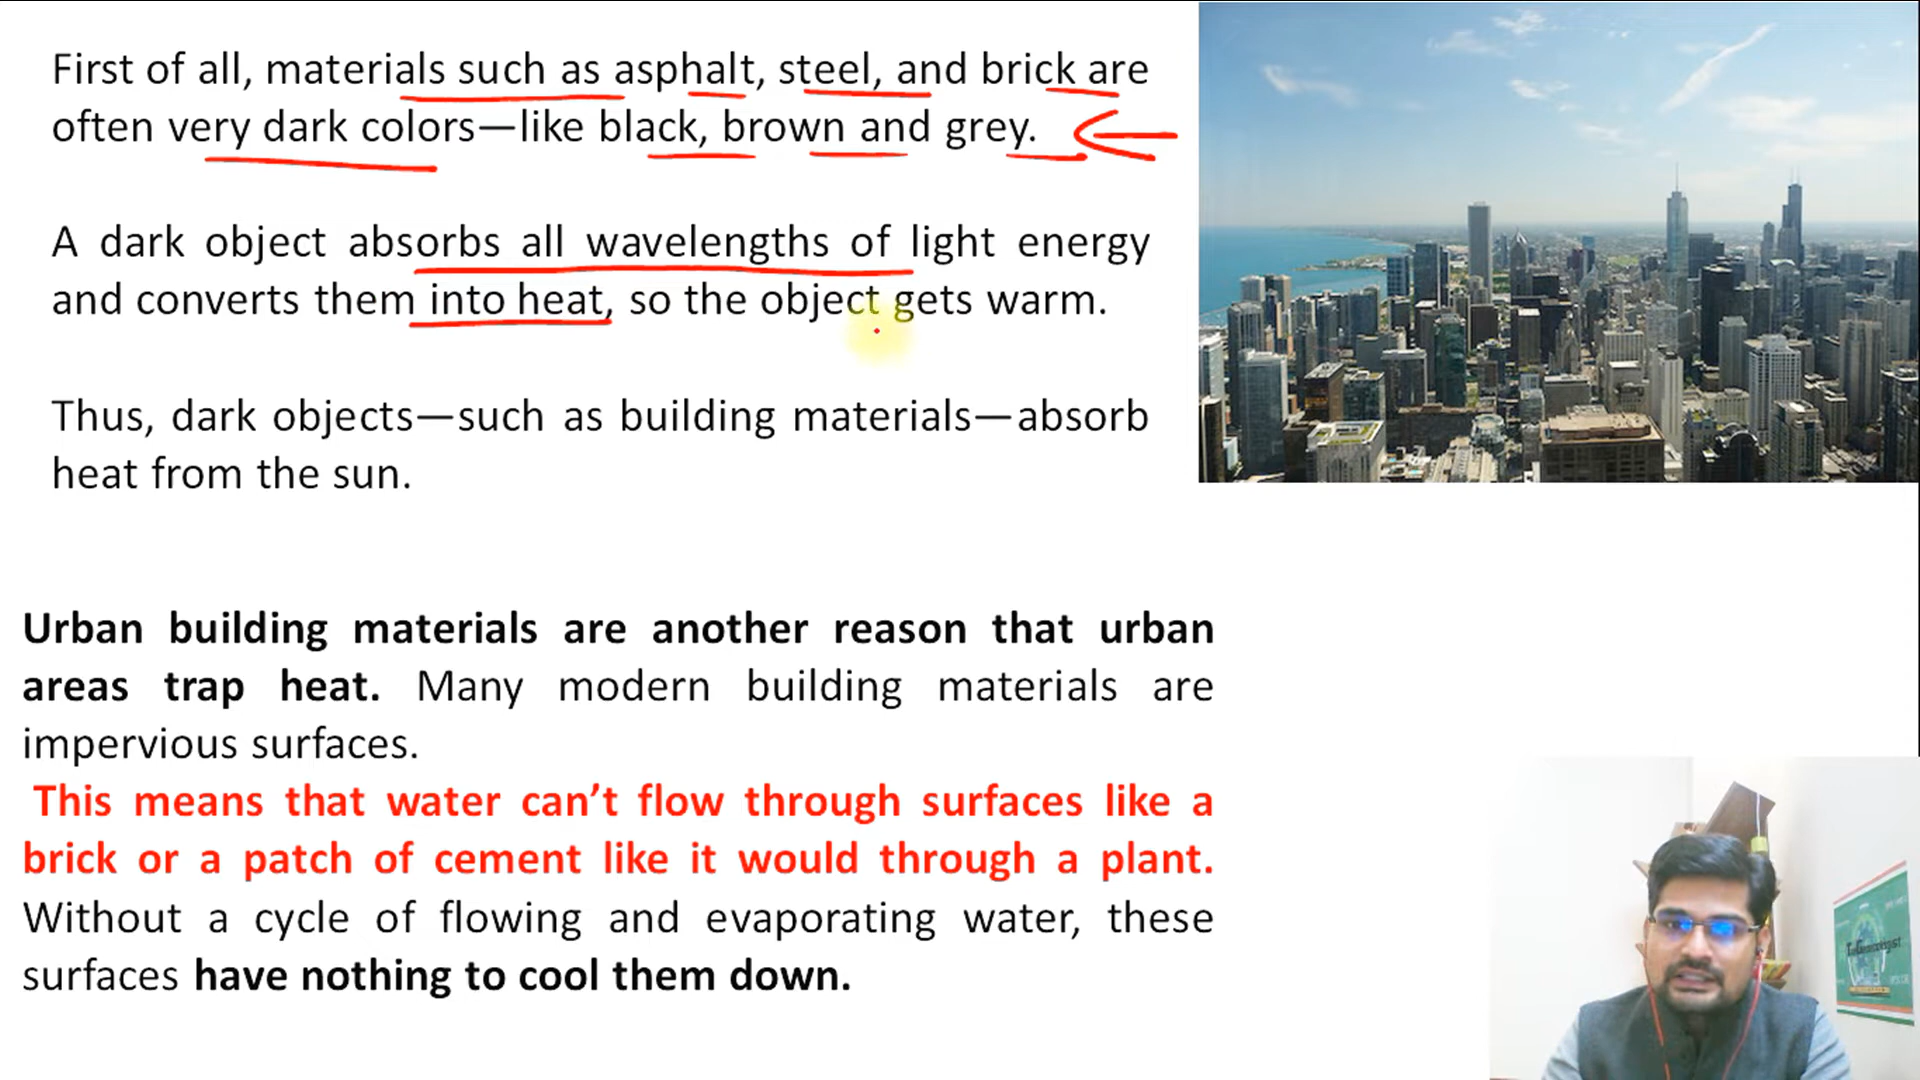 First of all, materials such as asphalt, steel, and brick are
often very dark colors—like black, brown and grey.
A dark object absorbs all wavelengths of light energy
and converts them into heat, so the object gets warm.
Thus, dark objects—such as building materials—absorb
heat from the sun.
Urban building materials are another reason that urban
areas trap heat. Many modern building materials are
impervious surfaces.
This means that water can’t flow through surfaces like a
brick or a patch of cement like it would through a plant.
Without a cycle of flowing and evaporating water, these
surfaces have nothing to cool them down.